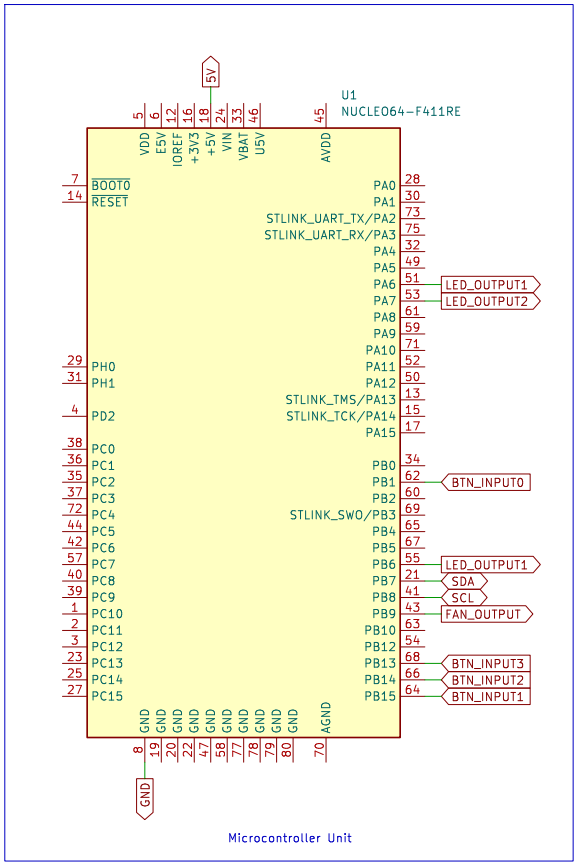 5V
U1
NUCLEO64-F411RE
5
6
12
16
18
24
33
46
45
VDD
E5V
IOREF
+3V3
+5V
VIN
VBAT
U5V
AVDD
7 BOOT0
14 RESET
29 PH0
31 PH1
4 PD2
38 PC0
36 PC1
35 PC2
37 PC3
72 PC4
44 PC5
42 PC6
57 PC7
40 PC8
39 PC9
1 PC10
2 PC11
3 PC12
23 PC13
25 PC14
27 PC15
PA0 28
PA1 30
STLINK_UART_TX/PA2 73
STLINK_UART_RX/PA3 75
PA4 32
PA5 49
PA6 51 LED_OUTPUT1
PA7 53 LED_OUTPUT2
PA8 61
PA9 59
PA10 71
PA11 52
PA12 50
STLINK_TMS/PA13 13
STLINK_TCK/PA14 15
PA15 17
PB0 34
PB1 62 BTN_INPUT0
PB2 60
STLINK_SWO/PB3 69
PB4 65
PB5 67
PB6 55 LED_OUTPUT1
PB7 21 SDA
PB8 41 SCL
PB9 43 FAN_OUTPUT
PB10 63
PB12 54
PB13 68 BTN_INPUT3
PB14 66 BTN_INPUT2
PB15 64 BTN_INPUT1
GND
GND
GND
GND
GND
GND
GND
GND
GND
GND
AGND
8
19
20
22
47
58
77
78
79
80
70
GND
Microcontroller Unit